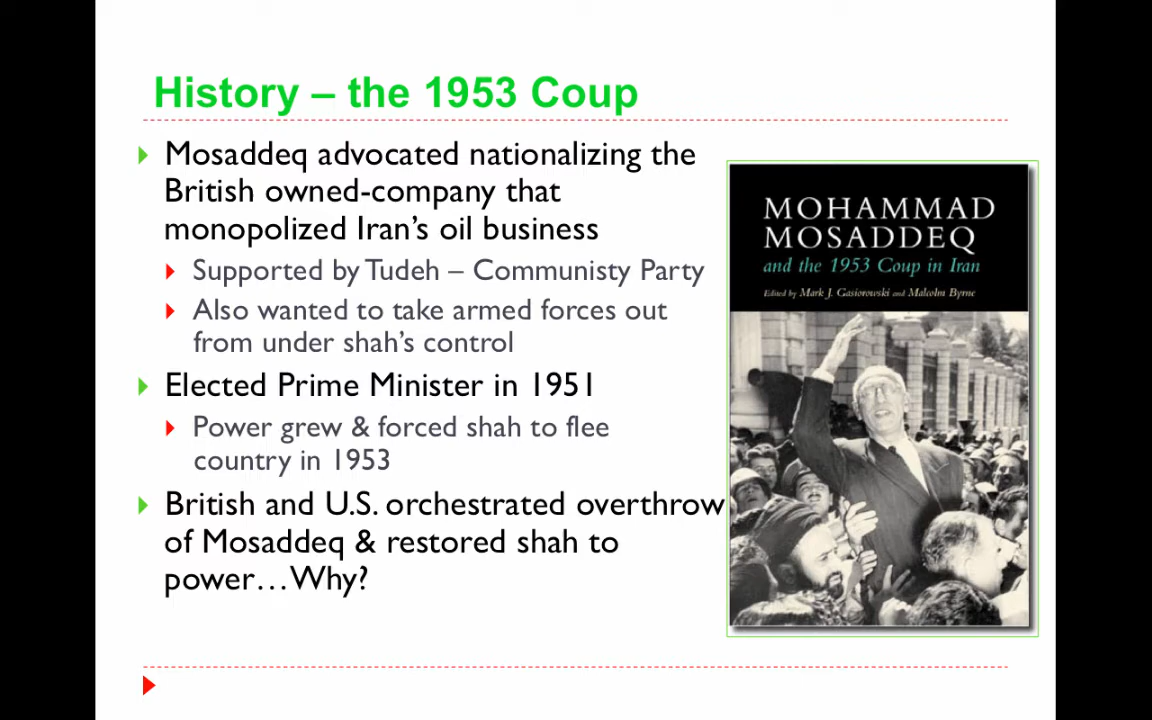 History – the 1953 Coup
Mosaddeq advocated nationalizing the
British owned-company that
monopolized Iran's oil business
Supported by Tudeh – Communisty Party
Also wanted to take armed forces out
from under shah's control
Elected Prime Minister in 1951
Power grew & forced shah to flee
country in 1953
British and U.S. orchestrated overthrow
of Mosaddeq & restored shah to
power…Why?
MOHAMMAD
MOSADDEQ
and the 1953 Coup in Iran
Edited by Mark J. Gasiorowski and Malcolm Byrne